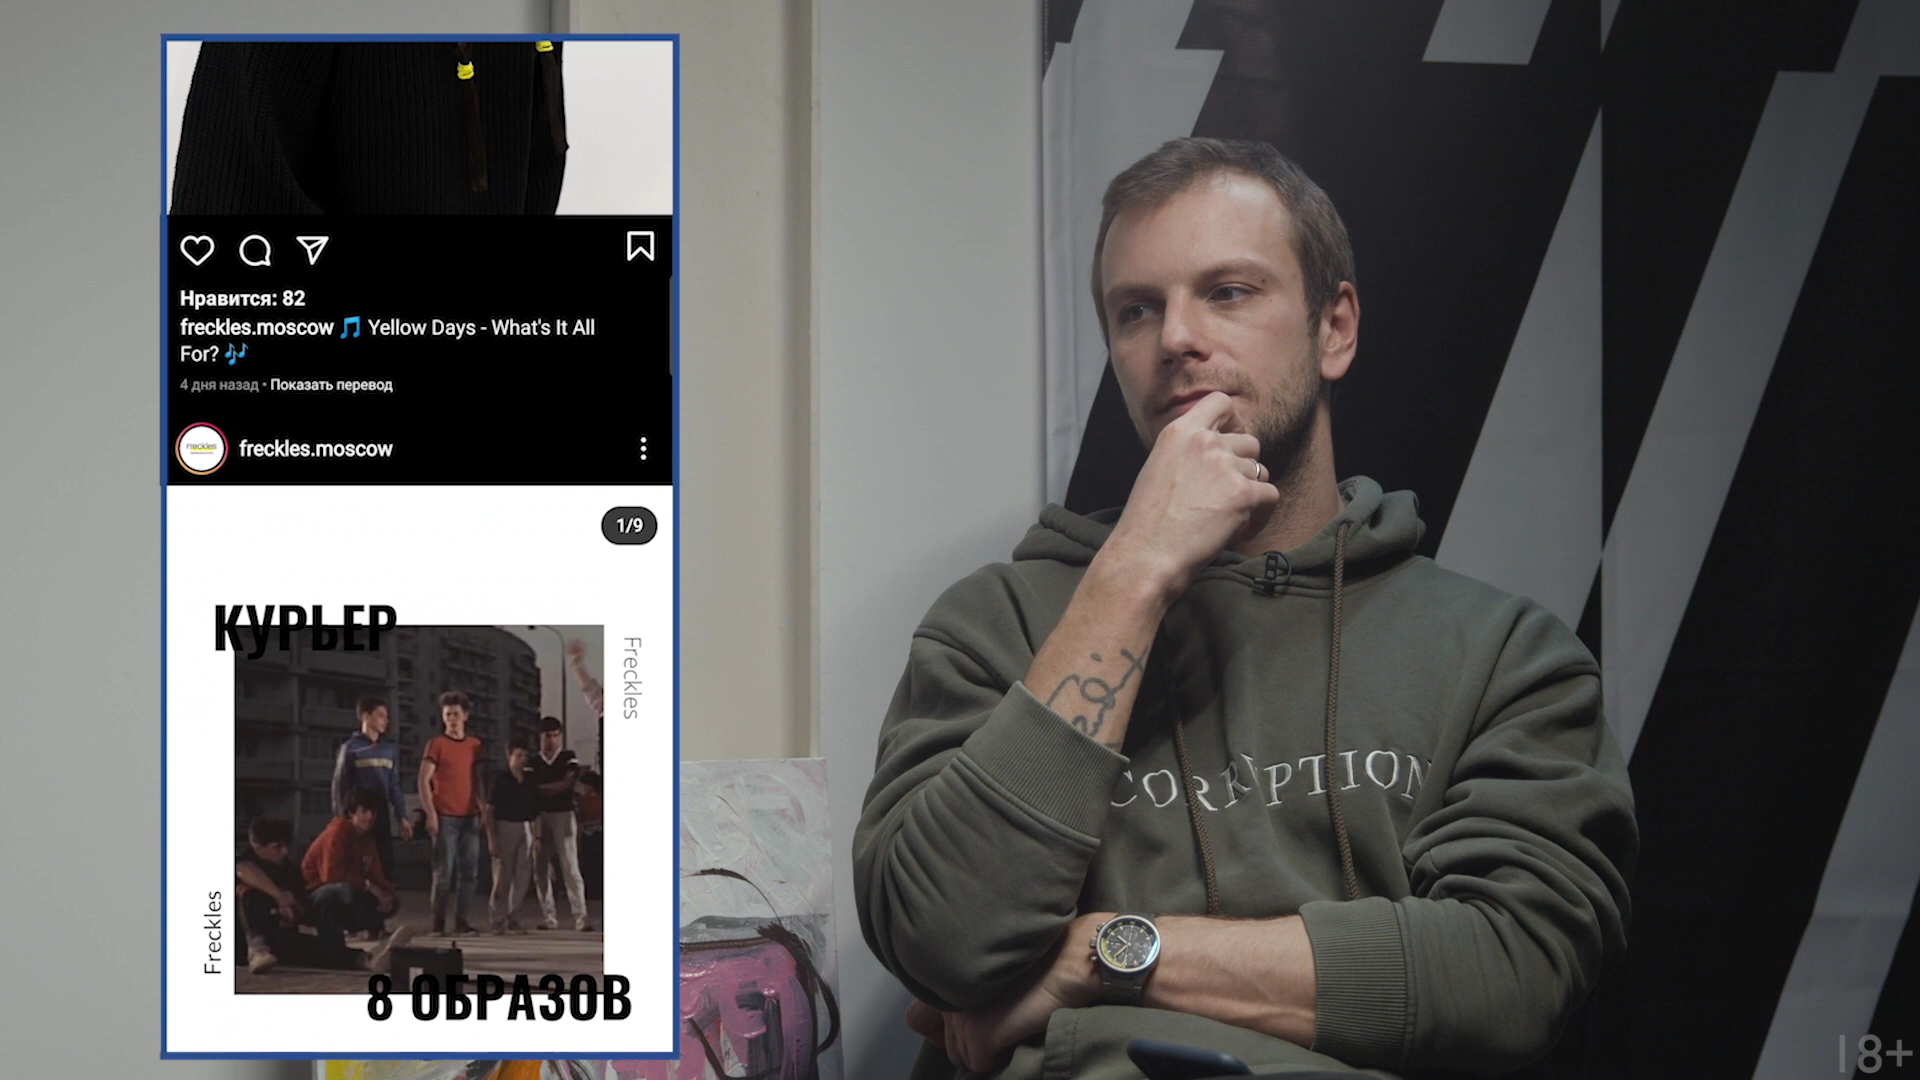 Нравится: 82
freckles.moscow 🎵 Yellow Days - What's It All
For? 🎶
4 дня назад • Показать перевод
Freckles
freckles.moscow
1/9
КУРЬЕР
Freckles
Freckles
8 ОБРАЗОВ
CORRUPTION
18+